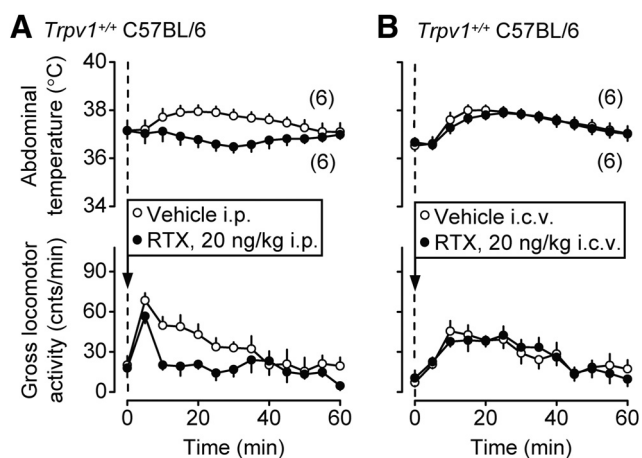 A Trpv1+/+ C57BL/6
Abdominal
temperature (°C)
38
36
34
(6)
(6)
Vehicle i.p.
RTX, 20 ng/kg i.p.
Gross locomotor
activity (cnts/min)
90
60
30
0
0 20 40 60
Time (min)
B Trpv1+/+ C57BL/6
(6)
(6)
Vehicle i.c.v.
RTX, 20 ng/kg i.c.v.
0 20 40 60
Time (min)